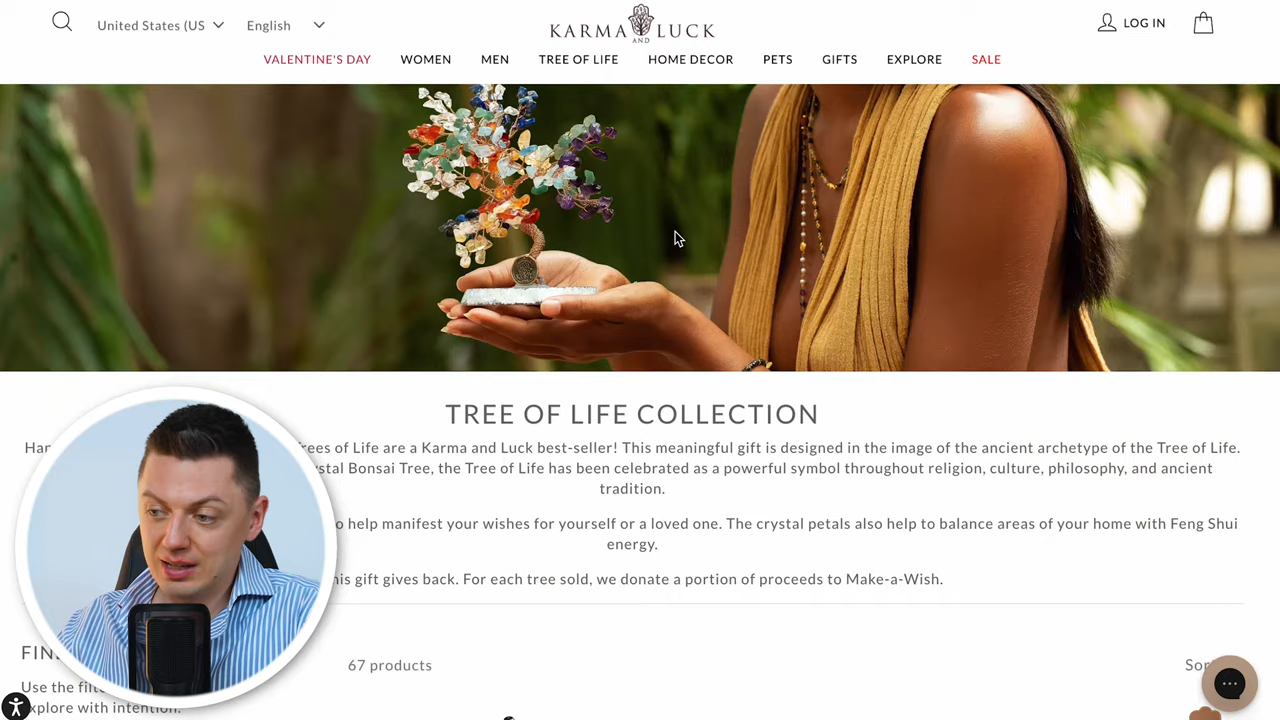 United States (US
English
KARMA AND LUCK
LOG IN
VALENTINE'S DAY WOMEN MEN TREE OF LIFE HOME DECOR PETS GIFTS EXPLORE SALE
TREE OF LIFE COLLECTION
rees of Life are a Karma and Luck best-seller! This meaningful gift is designed in the image of the ancient archetype of the Tree of Life.
stal Bonsai Tree, the Tree of Life has been celebrated as a powerful symbol throughout religion, culture, philosophy, and ancient
tradition.
o help manifest your wishes for yourself or a loved one. The crystal petals also help to balance areas of your home with Feng Shui
energy.
his gift gives back. For each tree sold, we donate a portion of proceeds to Make-a-Wish.
67 products
Use the
xplore with intention.